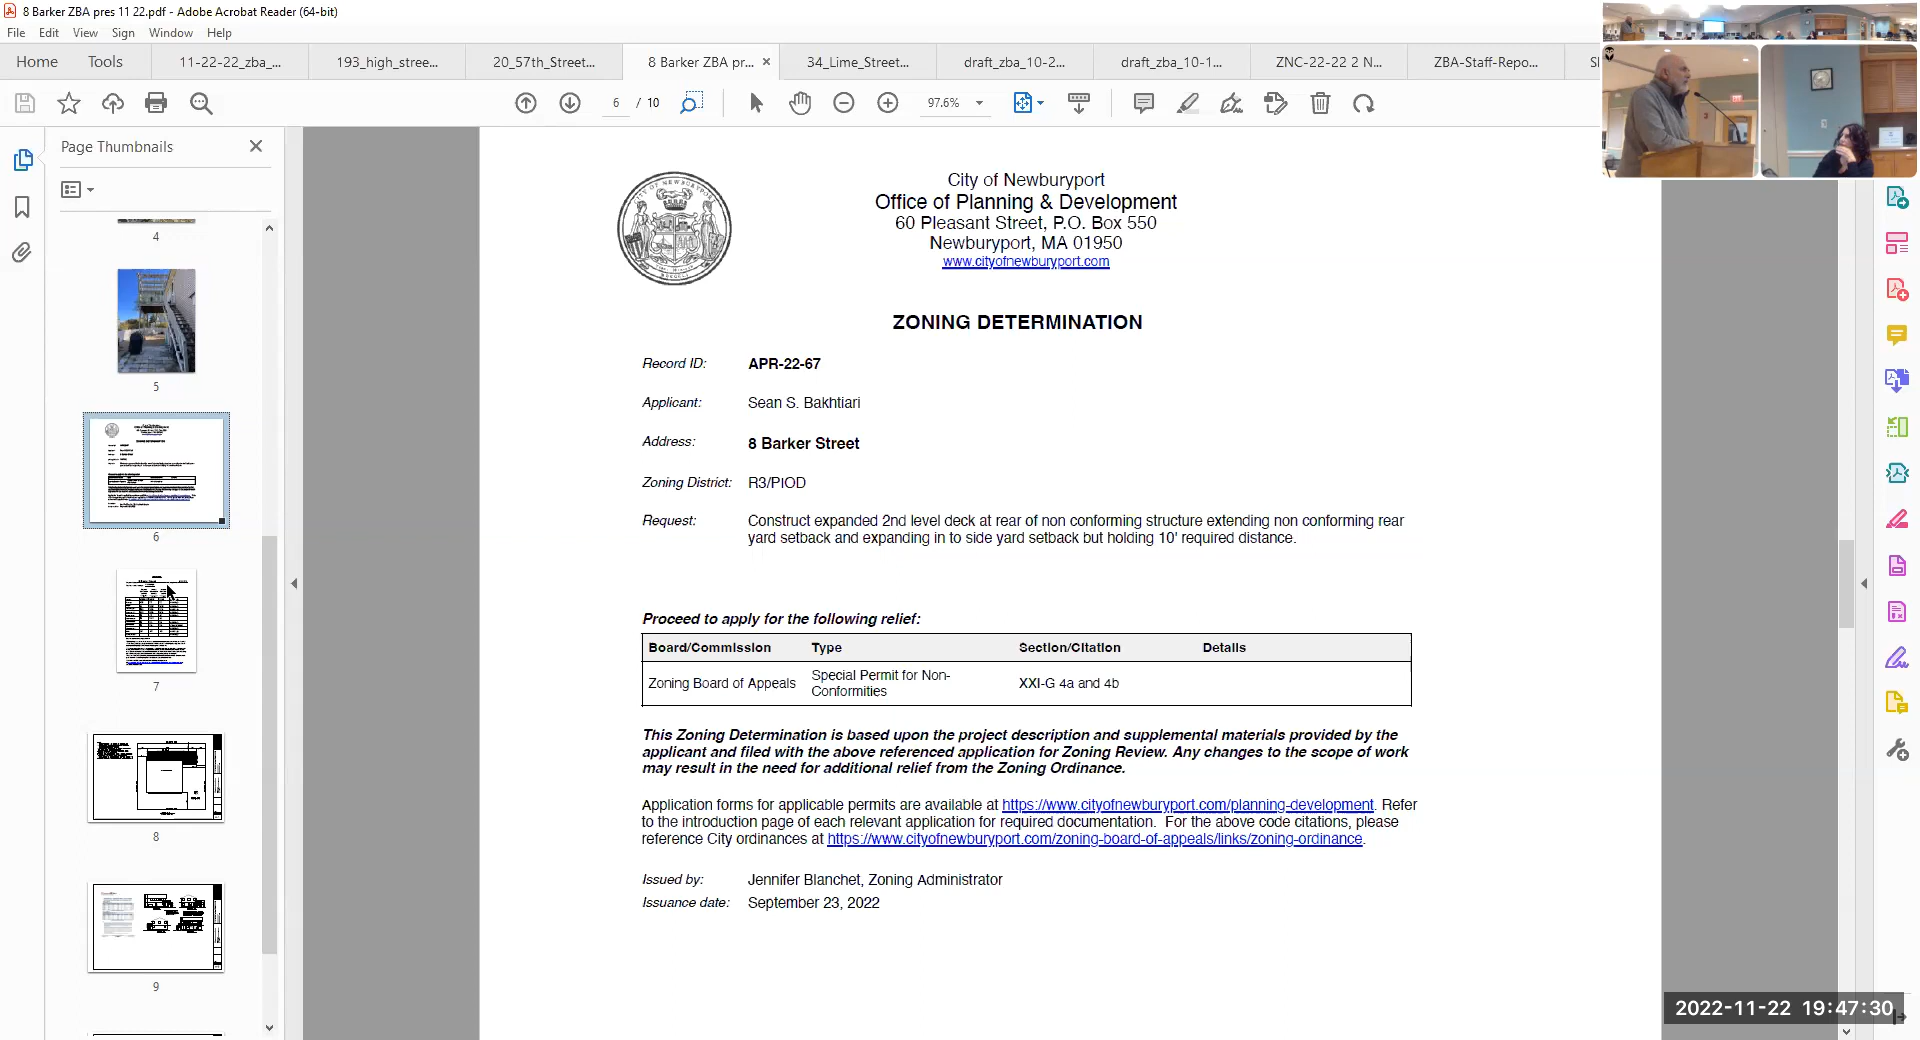 8 Barker ZBA pres 11 22.pdf - Adobe Acrobat Reader (64-bit)
File Edit View Sign Window Help
Home Tools 11-22-22_zba_... 193_high_stree... 20_57th_Street... 8 Barker ZBA pr... × 34_Lime_Street... draft_zba_10-2... draft_zba_10-1... ZNC-22-22 2 N... ZBA-Staff-Repo...
6 / 10 97.6%
Page Thumbnails
4
5
6
7
8
9
City of Newburyport
Office of Planning & Development
60 Pleasant Street, P.O. Box 550
Newburyport, MA 01950
www.cityofnewburyport.com
ZONING DETERMINATION
Record ID: APR-22-67
Applicant: Sean S. Bakhtiari
Address: 8 Barker Street
Zoning District: R3/PIOD
Request: Construct expanded 2nd level deck at rear of non conforming structure extending non conforming rear
yard setback and expanding in to side yard setback but holding 10' required distance.
Proceed to apply for the following relief:
Board/Commission Type Section/Citation Details
Zoning Board of Appeals Special Permit for Non-
Conformities XXI-G 4a and 4b
This Zoning Determination is based upon the project description and supplemental materials provided by the
applicant and filed with the above referenced application for Zoning Review. Any changes to the scope of work
may result in the need for additional relief from the Zoning Ordinance.
Application forms for applicable permits are available at https://www.cityofnewburyport.com/planning-development. Refer
to the introduction page of each relevant application for required documentation. For the above code citations, please
reference City ordinances at https://www.cityofnewburyport.com/zoning-board-of-appeals/links/zoning-ordinance.
Issued by: Jennifer Blanchet, Zoning Administrator
Issuance date: September 23, 2022
2022-11-22 19:47:30